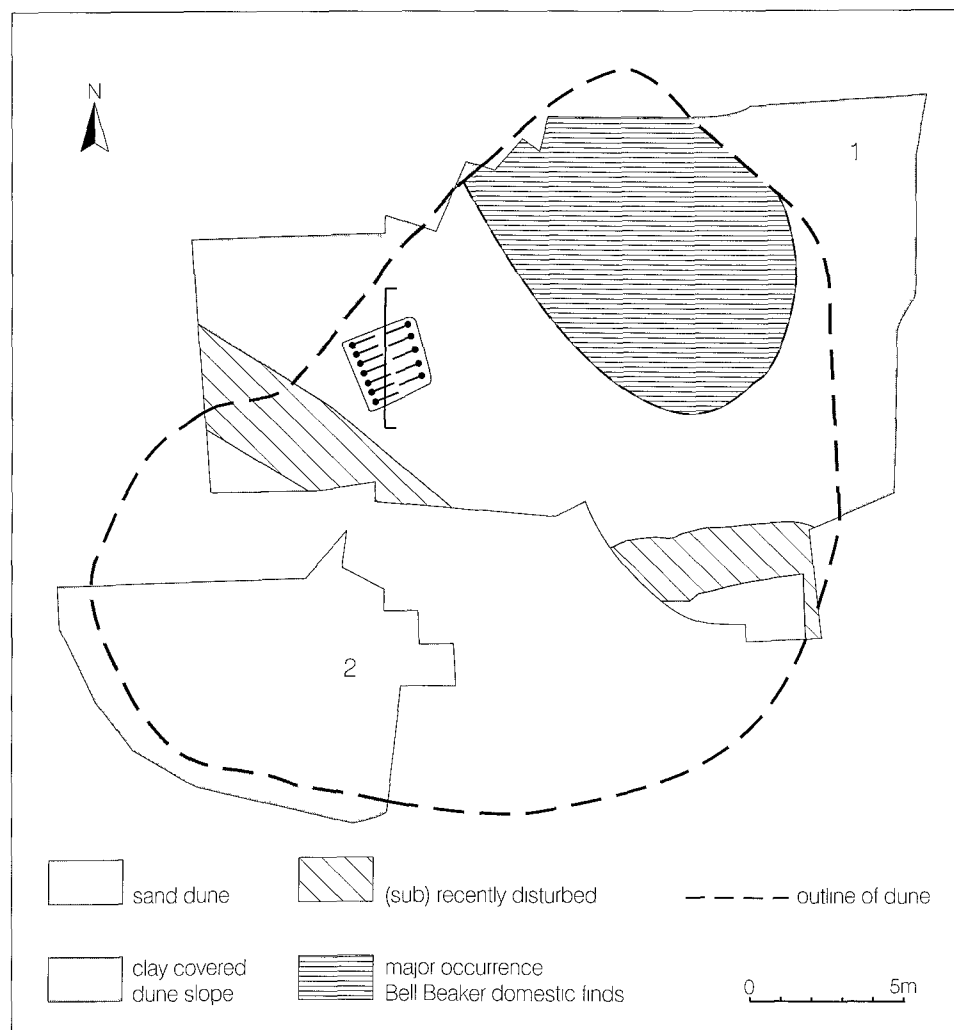 N
1
2
sand dune
(sub) recently disturbed
outline of dune
clay covered
dune slope
major occurrence
Bell Beaker domestic finds
0 5m